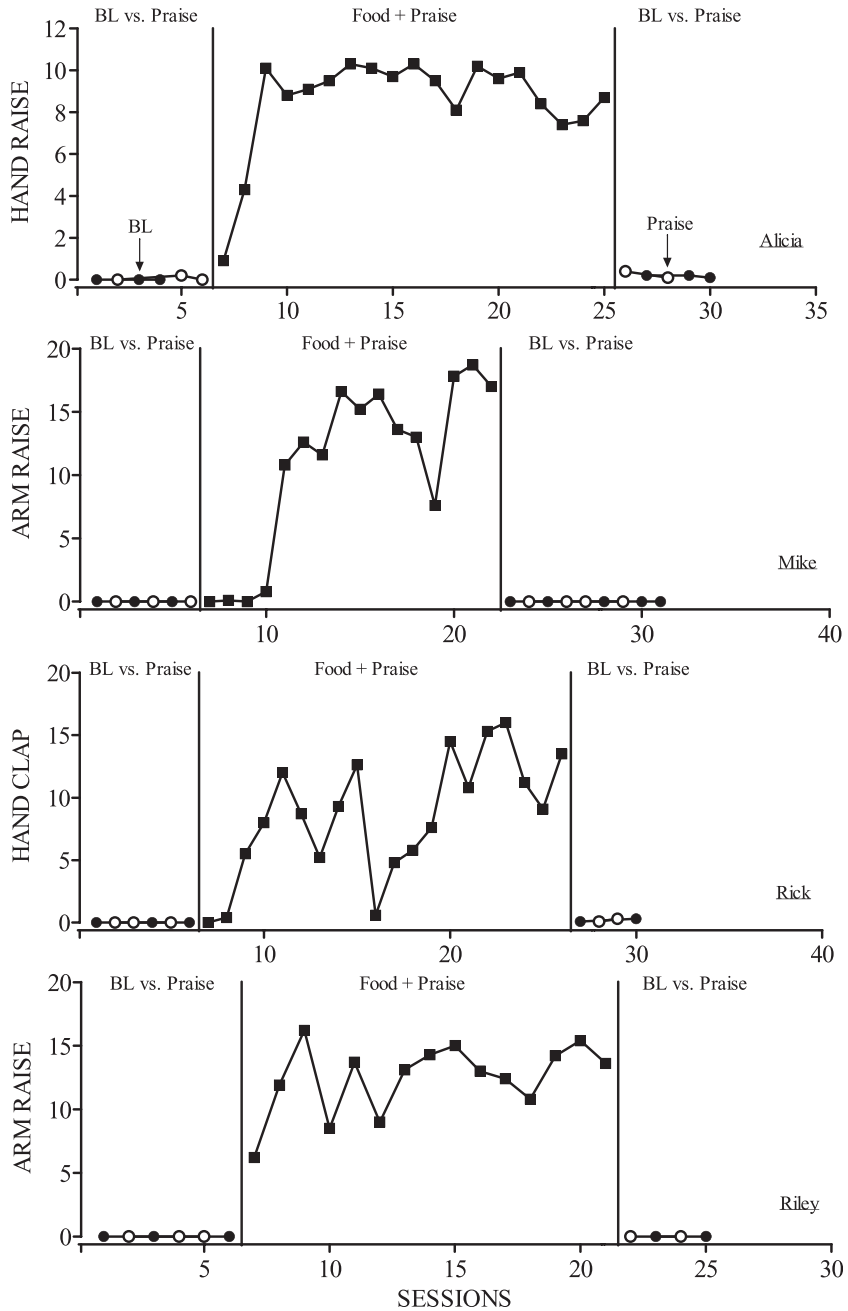 BL vs. Praise Food + Praise BL vs. Praise
12
10
8
6
4
2
0
HAND RAISE
BL
Praise
Alicia
5 10 15 20 25 30 35
BL vs. Praise Food + Praise BL vs. Praise
20
15
10
5
0
ARM RAISE
Mike
10 20 30 40
BL vs. Praise Food + Praise BL vs. Praise
20
15
10
5
0
HAND CLAP
Rick
10 20 30 40
BL vs. Praise Food + Praise BL vs. Praise
20
15
10
5
0
ARM RAISE
Riley
5 10 15 20 25 30
SESSIONS